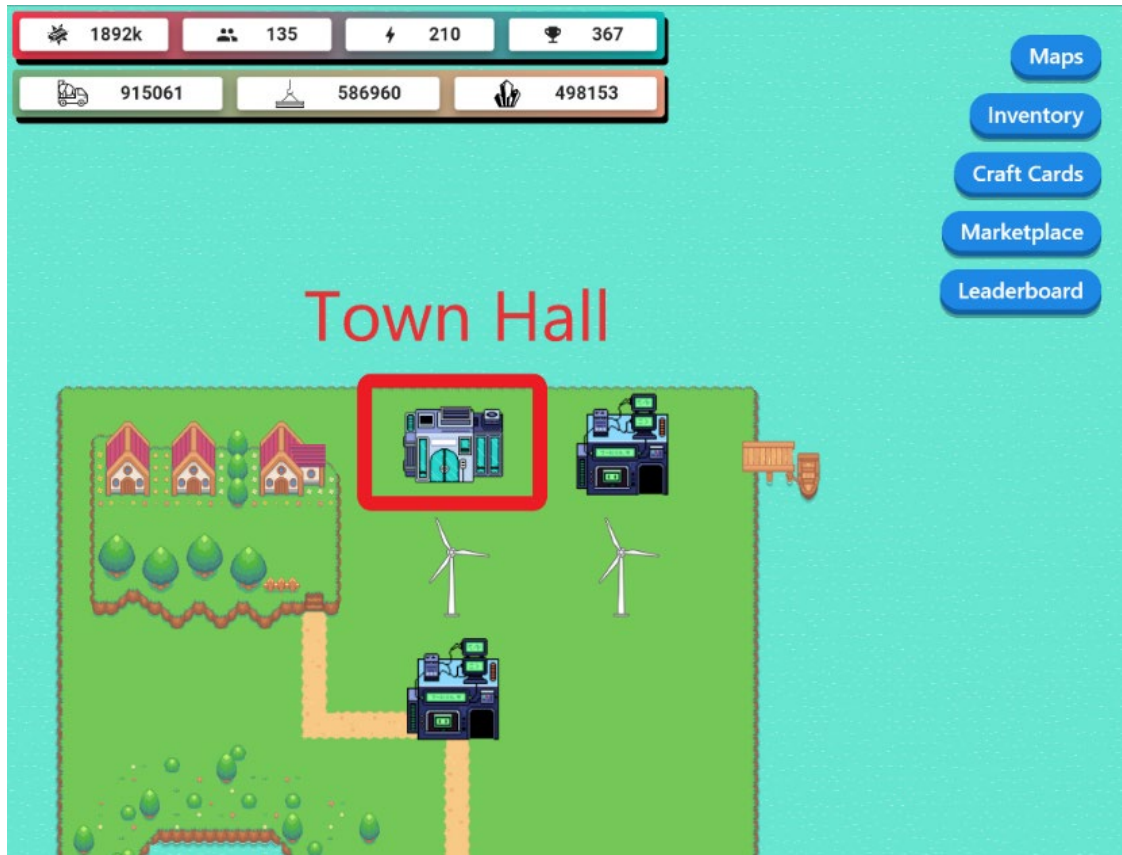 1892k 135 210 367
915061 586960 498153
Maps
Inventory
Craft Cards
Marketplace
Leaderboard
Town Hall